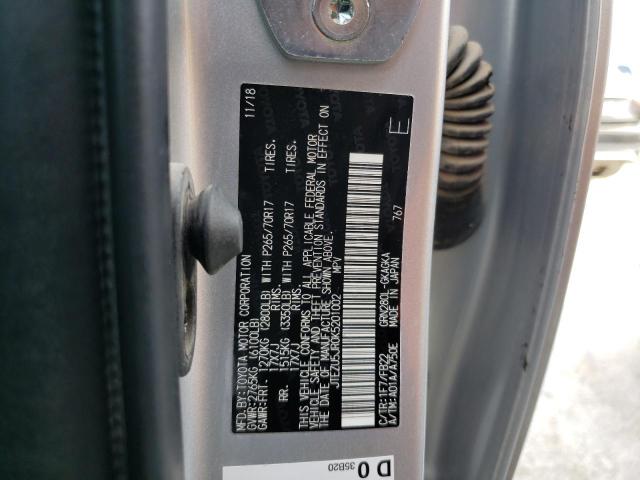 MFD.BY:TOYOTA MOTOR CORPORATION 11/18
GVWR:2765KG (6100LB)
GAWR:FRT. 1270KG (2800LB) WITH P265/70R17 TIRES.
17X7J RIMS.
RR. 1515KG (3350LB) WITH P265/70R17 TIRES.
17X7J RIMS.
THIS VEHICLE CONFORMS TO ALL APPLICABLE FEDERAL MOTOR
VEHICLE SAFETY AND THEFT PREVENTION STANDARDS IN EFFECT ON
THE DATE OF MANUFACTURE SHOWN ABOVE.
JTEZU5JR0K5201002 MPV
C/TR:1F7/FB22 GRN280L-GKAGKA
A/TM:A01A/A750E MADE IN JAPAN 767
E
D 0
35B20